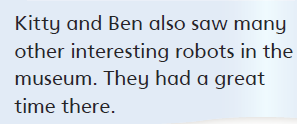 Kitty and Ben also saw many
other interesting robots in the
museum. They had a great
time there.